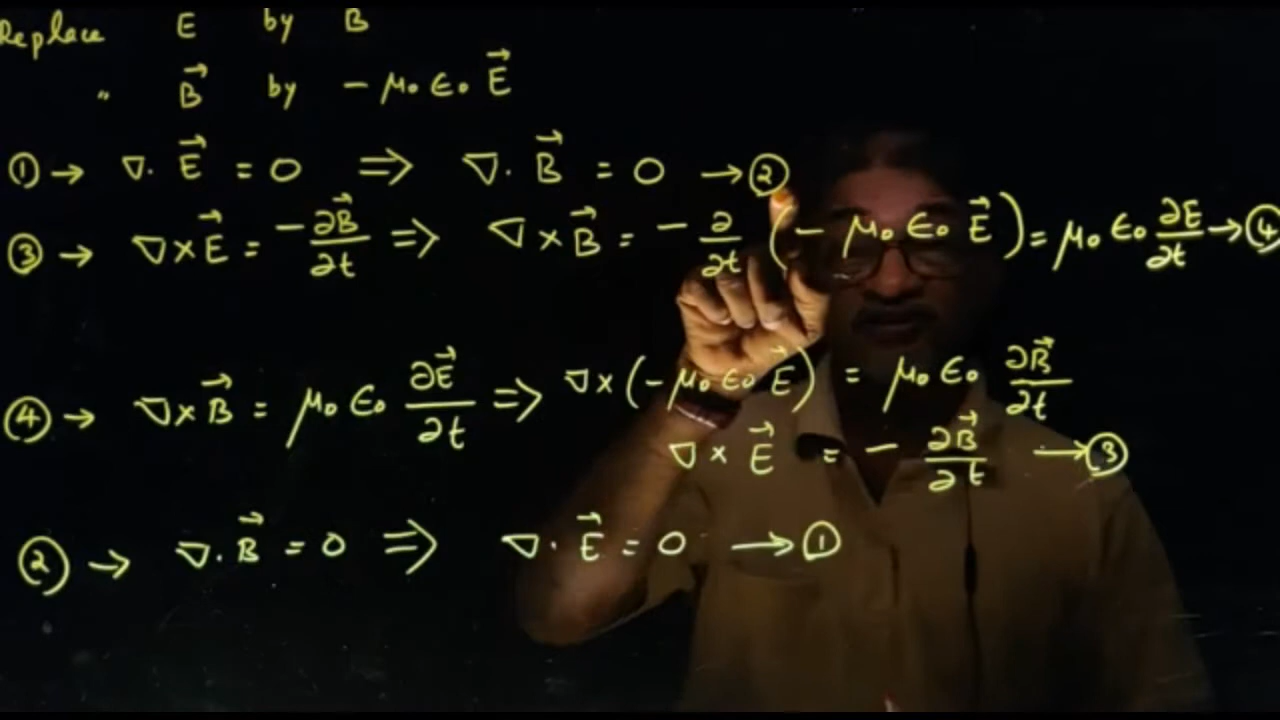 Replace E by B
" B⃗ by - μ₀ ϵ₀ E⃗
① → ∇. E⃗ = 0 ⇒ ∇. B⃗ = 0 → ②
③ → ∇ × E⃗ = - ∂B⃗/∂t ⇒ ∇ × B⃗ = - ∂/∂t (- μ₀ ϵ₀ E⃗) = μ₀ ϵ₀ ∂E/∂t → ④
④ → ∇ × B⃗ = μ₀ ϵ₀ ∂E⃗/∂t ⇒ ∇ × (- μ₀ ϵ₀ E⃗) = μ₀ ϵ₀ ∂B⃗/∂t
∇ × E⃗ = - ∂B⃗/∂t → ③
② → ∇. B⃗ = 0 ⇒ ∇. E⃗ = 0 → ①